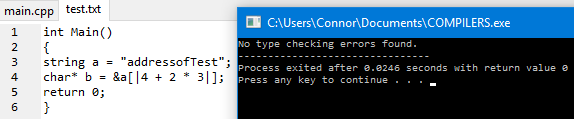 main.cpp test.txt
1 int Main()
2 {
3 string a = "addressofTest";
4 char* b = &a[|4 + 2 * 3|];
5 return 0;
6 }
C:\Users\Connor\Documents\COMPILERS.exe
No type checking errors found.
--------------------------------
Process exited after 0.0246 seconds with return value 0
Press any key to continue . . .